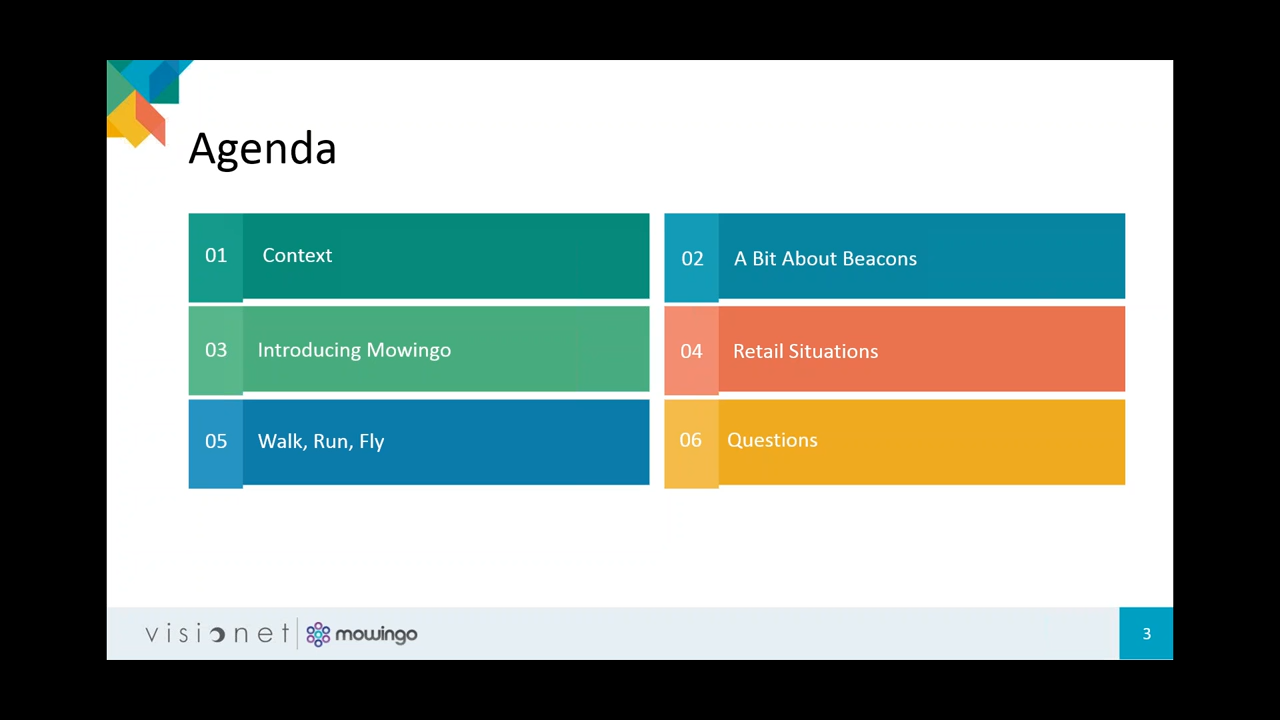 Agenda
01 Context
02 A Bit About Beacons
03 Introducing Mowingo
04 Retail Situations
05 Walk, Run, Fly
06 Questions
visionet mowingo
3